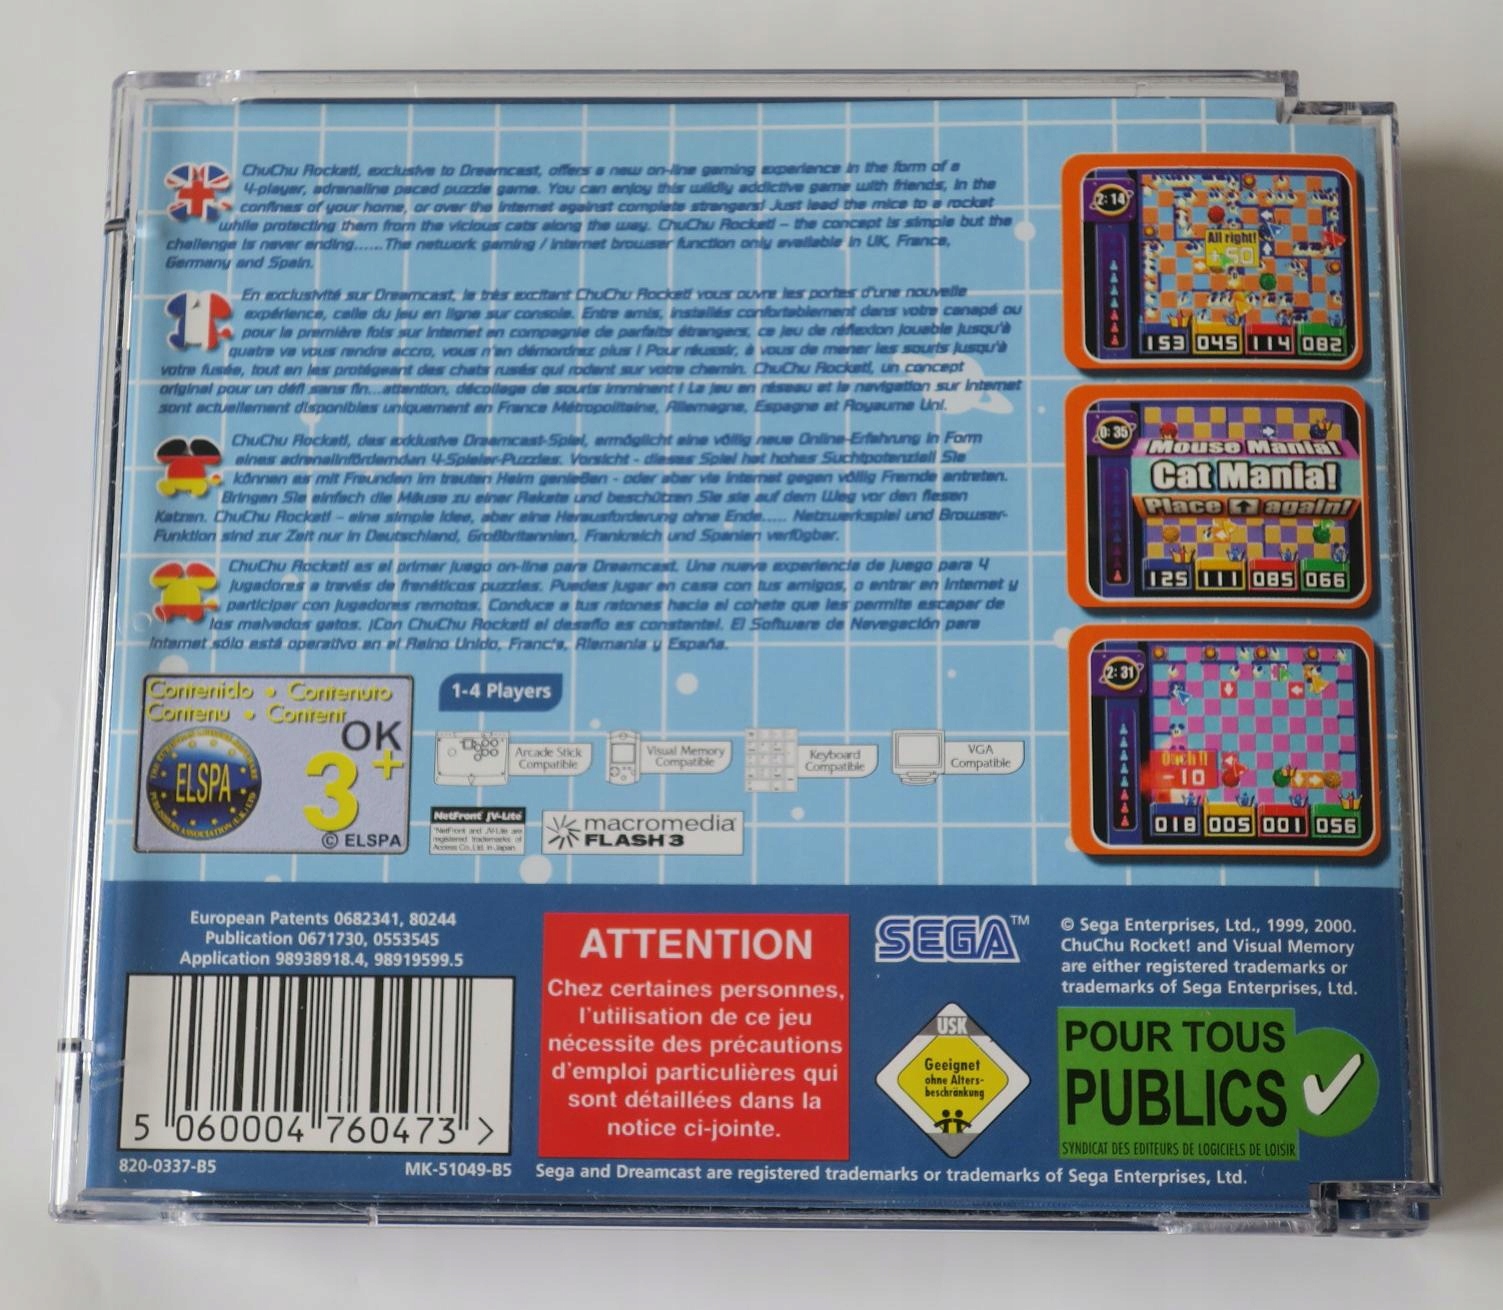 ChuChu Rocket!, exclusive to Dreamcast, offers a new on-line gaming experience in the form of a
4-player, adrenaline paced puzzle game. You can enjoy this wildly addictive game with friends, in the
confines of your home, or over the Internet against complete strangers! Just lead the mice to a rocket
while protecting them from the vicious cats along the way. ChuChu Rocket! – the concept is simple but the
challenge is never ending......The network gaming / Internet browser function only available in UK, France,
Germany and Spain.
En exclusivité sur Dreamcast, le très excitant ChuChu Rocket! vous ouvre les portes d'une nouvelle
expérience, celle du jeu en ligne sur console. Entre amis, installés confortablement dans votre canapé ou
pour la première fois sur Internet en compagnie de parfaits étrangers, ce jeu de réflexion jouable jusqu'à
quatre va vous rendre accro, vous n'en démordrez plus ! Pour réussir, à vous de mener les souris jusqu'à
votre fusée, tout en les protégeant des chats rusés qui rodent sur votre chemin. ChuChu Rocket!, un concept
original pour un défi sans fin...attention, décollage de souris imminent ! Le jeu en réseau et la navigation sur Internet
sont actuellement disponibles uniquement en France Métropolitaine, Allemagne, Espagne et Royaume Uni.
ChuChu Rocket!, das exklusive Dreamcast-Spiel, ermöglicht eine völlig neue Online-Erfahrung in Form
eines adrenalinfördernden 4-Spieler-Puzzles. Vorsicht - dieses Spiel hat hohes Suchtpotenzial! Sie
können es mit Freunden im trauten Heim genießen - oder aber via Internet gegen völlig Fremde antreten.
Bringen Sie einfach die Mäuse zu einer Rakete und beschützen Sie sie auf dem Weg vor den fiesen
Katzen. ChuChu Rocket! – eine simple Idee, aber eine Herausforderung ohne Ende..... Netzwerkspiel und Browser-
Funktion sind zur Zeit nur in Deutschland, Großbritannien, Frankreich und Spanien verfügbar.
ChuChu Rocket! es el primer juego on-line para Dreamcast. Una nueva experiencia de juego para 4
jugadores a través de frenéticos puzzles. Puedes jugar en casa con tus amigos, o entrar en Internet y
participar con jugadores remotos. Conduce a tus ratones hacia el cohete que les permite escapar de
los malvados gatos. ¡Con ChuChu Rocket! el desafío es constante!. El Software de Navegación para
Internet sólo está operativo en el Reino Unido, Francia, Alemania y España.
2:14
All right!
+50
153 045 114 082
0:35
Mouse Mania!
Cat Mania!
Place again!
125 111 085 066
2:31
Ouch!!
-10
018 005 001 056
Contenido • Contenuto
Contenu • Content
OK
3+
ELSPA
© ELSPA
1-4 Players
Arcade Stick
Compatible
Visual Memory
Compatible
Keyboard
Compatible
VGA
Compatible
NetFront JV-Lite
"NetFront and JV-Lite are
registered trademarks of
Access Co., Ltd. in Japan.
macromedia
FLASH 3
European Patents 0682341, 80244
Publication 0671730, 0553545
Application 98938918.4, 98919599.5
5 060004 760473 >
820-0337-B5
MK-51049-B5
ATTENTION
Chez certaines personnes,
l'utilisation de ce jeu
nécessite des précautions
d'emploi particulières qui
sont détaillées dans la
notice ci-jointe.
SEGA™
USK
Geeignet
ohne Alters-
beschränkung
© Sega Enterprises, Ltd., 1999, 2000.
ChuChu Rocket! and Visual Memory
are either registered trademarks or
trademarks of Sega Enterprises, Ltd.
POUR TOUS
PUBLICS
SYNDICAT DES EDITEURS DE LOGICIELS DE LOISIR
Sega and Dreamcast are registered trademarks or trademarks of Sega Enterprises, Ltd.